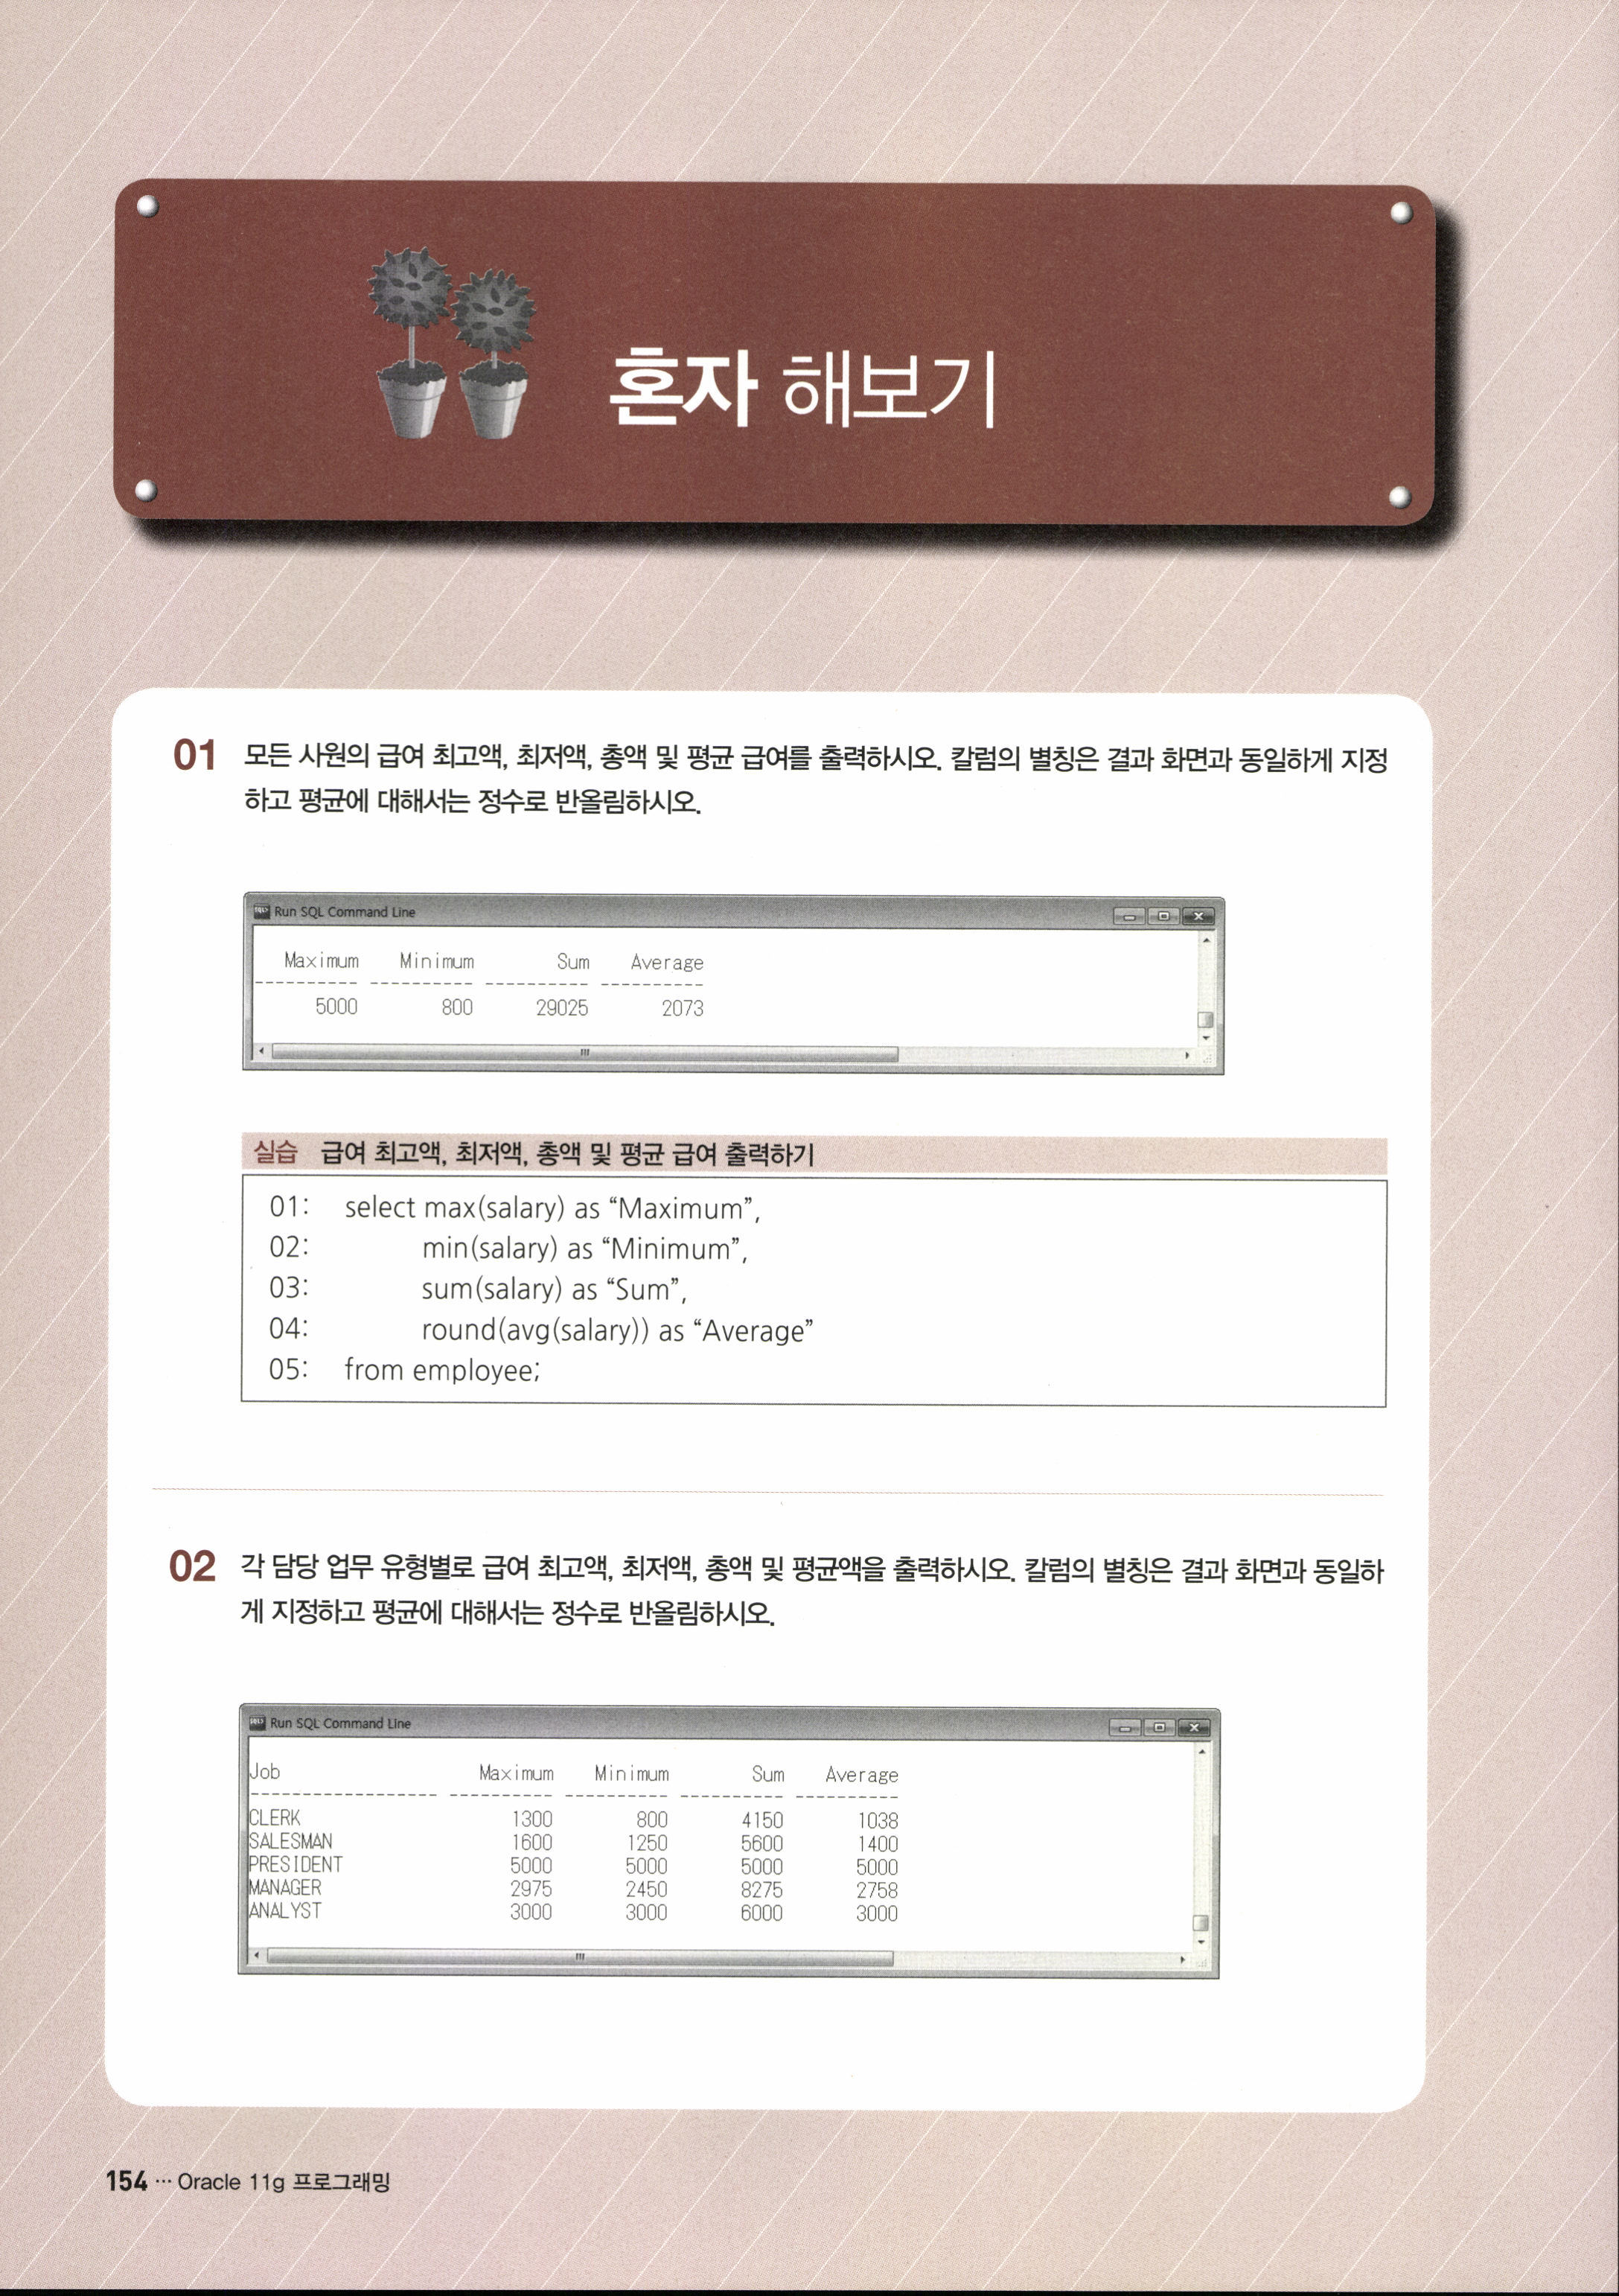 혼자 해보기
01 모든 사원의 급여 최고액, 최저액, 총액 및 평균 급여를 출력하시오. 칼럼의 별칭은 결과 화면과 동일하게 지정
하고 평균에 대해서는 정수로 반올림하시오.
Run SQL Command Line
Maximum Minimum Sum Average
---------- ---------- ---------- ----------
5000 800 29025 2073
실습 급여 최고액, 최저액, 총액 및 평균 급여 출력하기
01: select max(salary) as “Maximum”,
02: min(salary) as “Minimum”,
03: sum(salary) as “Sum”,
04: round(avg(salary)) as “Average”
05: from employee;
02 각 담당 업무 유형별로 급여 최고액, 최저액, 총액 및 평균액을 출력하시오. 칼럼의 별칭은 결과 화면과 동일하
게 지정하고 평균에 대해서는 정수로 반올림하시오.
Run SQL Command Line
Job Maximum Minimum Sum Average
------------------ ---------- ---------- ---------- ----------
CLERK 1300 800 4150 1038
SALESMAN 1600 1250 5600 1400
PRESIDENT 5000 5000 5000 5000
MANAGER 2975 2450 8275 2758
ANALYST 3000 3000 6000 3000
154 ··· Oracle 11g 프로그래밍